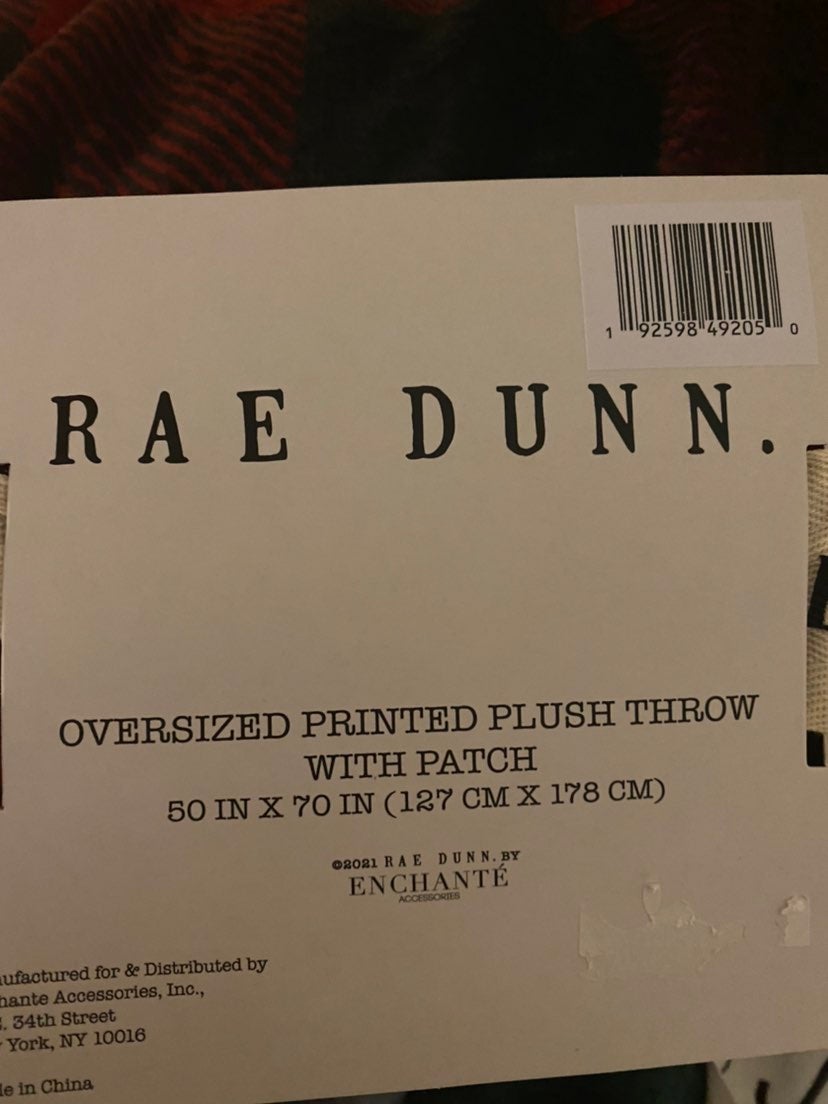 1 92598 49205 0
RAE DUNN.
OVERSIZED PRINTED PLUSH THROW
WITH PATCH
50 IN X 70 IN (127 CM X 178 CM)
©2021 RAE DUNN. BY
ENCHANTÉ
ACCESSORIES
ufactured for & Distributed by
hante Accessories, Inc.,
. 34th Street
York, NY 10016
e in China